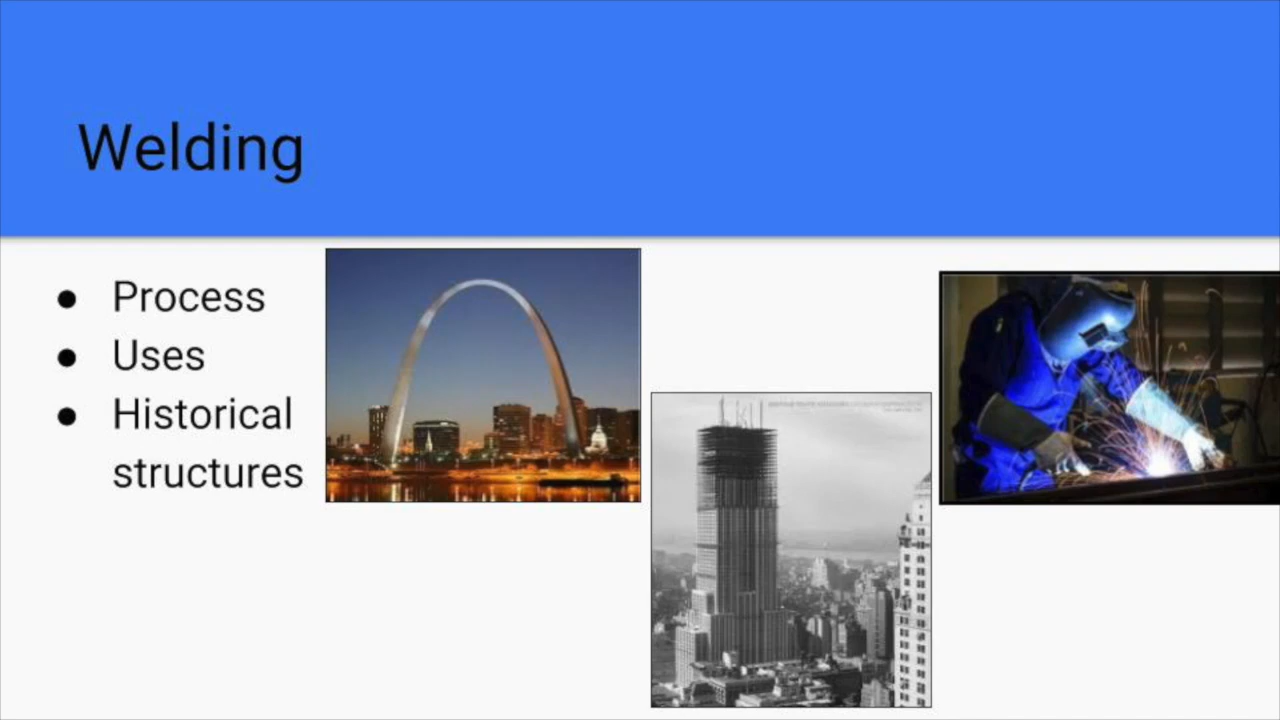 Welding
● Process
● Uses
● Historical
structures